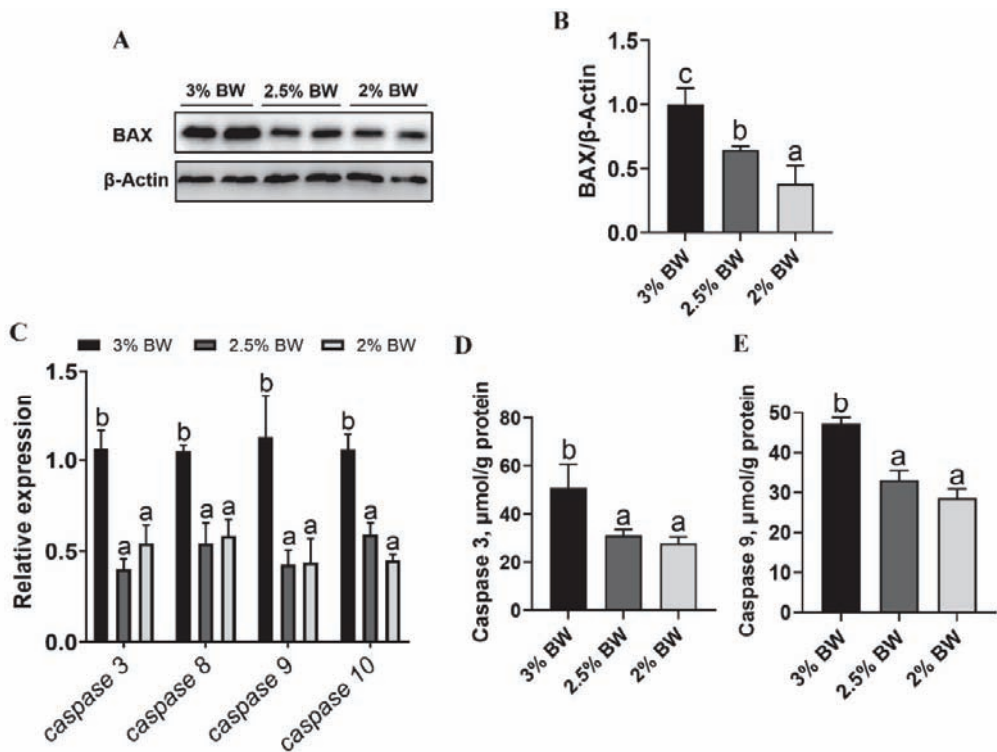 A
3% BW 2.5% BW 2% BW
BAX
β-Actin
B
BAX/β-Actin
1.5
1.0
0.5
0.0
c
b
a
3% BW
2.5% BW
2% BW
C
3% BW 2.5% BW 2% BW
Relative expression
1.5
1.0
0.5
0.0
b a a
b a a
b a a
b a a
caspase 3
caspase 8
caspase 9
caspase 10
D
Caspase 3, μmol/g protein
80
60
40
20
0
b
a
a
3% BW
2.5% BW
2% BW
E
Caspase 9, μmol/g protein
50
40
30
20
10
0
b
a
a
3% BW
2.5% BW
2% BW